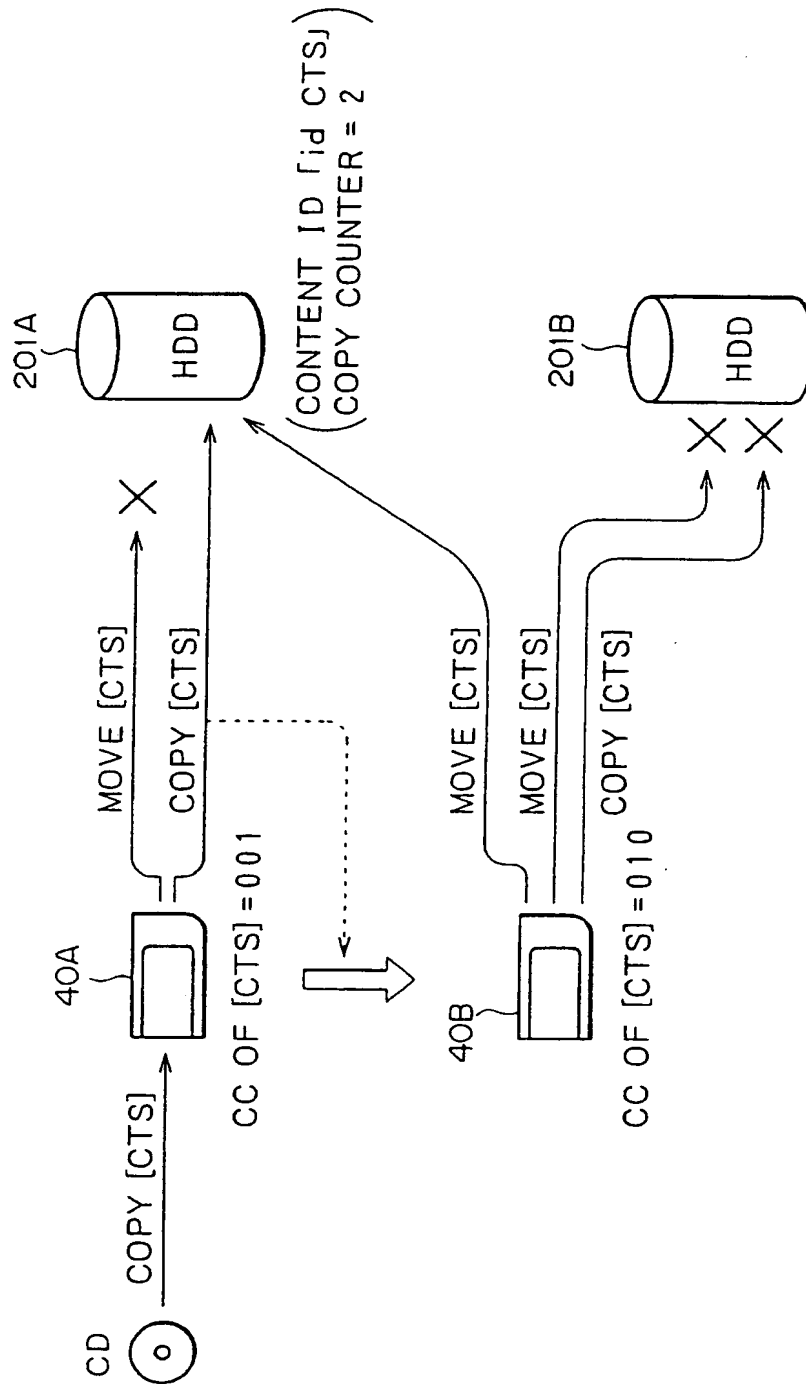 CD
COPY [CTS]
40A
CC OF [CTS]=001
MOVE [CTS]
COPY [CTS]
201A
HDD
(CONTENT ID ｢id CTS｣
COPY COUNTER = 2)
40B
CC OF [CTS]=010
MOVE [CTS]
MOVE [CTS]
COPY [CTS]
201B
HDD